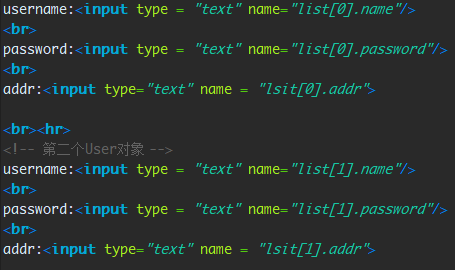 username:<input type = "text" name="list[0].name"/>
<br>
password:<input type = "text" name="list[0].password"/>
<br>
addr:<input type="text" name = "lsit[0].addr">
<br><hr>
<!-- 第二个User对象 -->
username:<input type = "text" name="list[1].name"/>
<br>
password:<input type = "text" name="list[1].password"/>
<br>
addr:<input type="text" name = "lsit[1].addr">